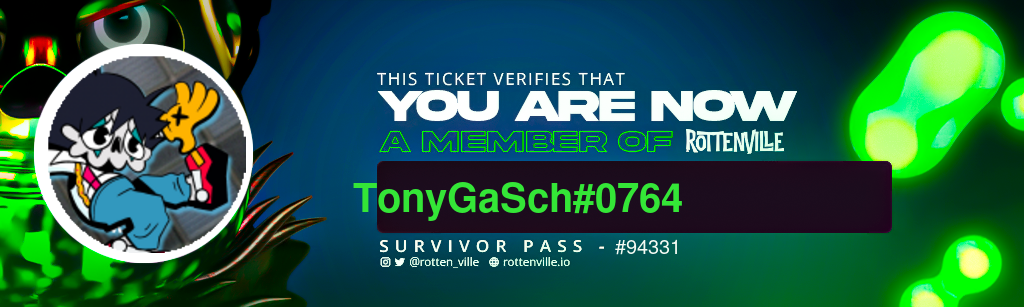 THIS TICKET VERIFIES THAT
YOU ARE NOW
A MEMBER OF ROTTENVILLE
TonyGaSch#0764
SURVIVOR PASS - #94331
@rotten_ville rottenville.io